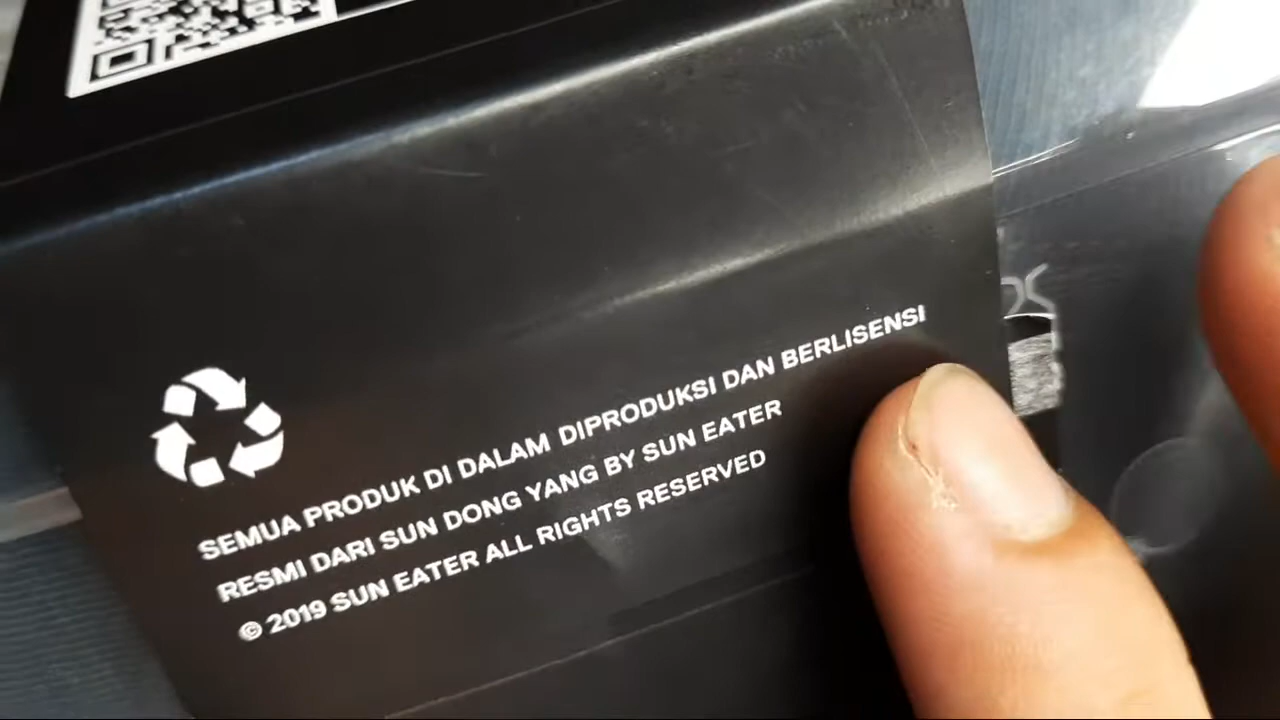 SEMUA PRODUK DI DALAM DIPRODUKSI DAN BERLISENSI
RESMI DARI SUN DONG YANG BY SUN EATER
© 2019 SUN EATER ALL RIGHTS RESERVED